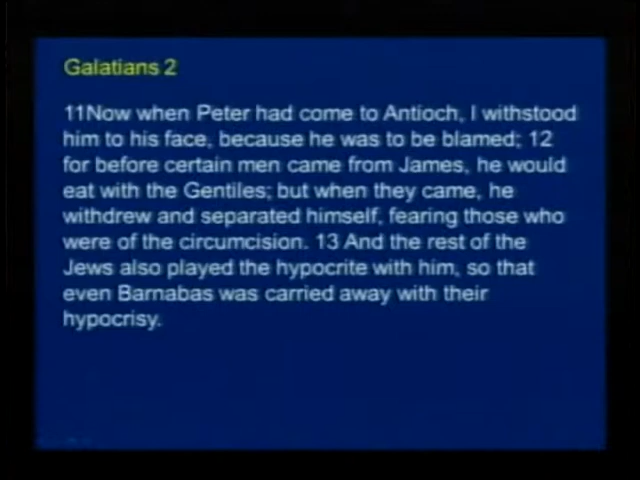 Galatians 2
11Now when Peter had come to Antioch, I withstood
him to his face, because he was to be blamed; 12
for before certain men came from James, he would
eat with the Gentiles; but when they came, he
withdrew and separated himself, fearing those who
were of the circumcision. 13 And the rest of the
Jews also played the hypocrite with him, so that
even Barnabas was carried away with their
hypocrisy.